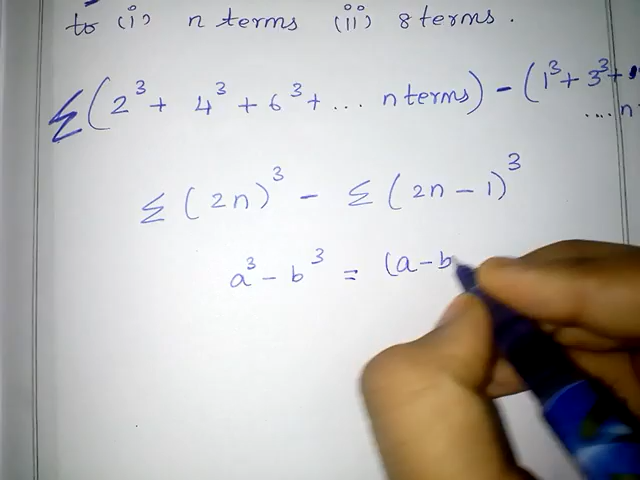 to (i) n terms (ii) 8 terms.
Σ(2³ + 4³ + 6³ + ... n terms) - (1³ + 3³ +
.... n
Σ (2n)³ - Σ (2n - 1)³
a³ - b³ = (a - b